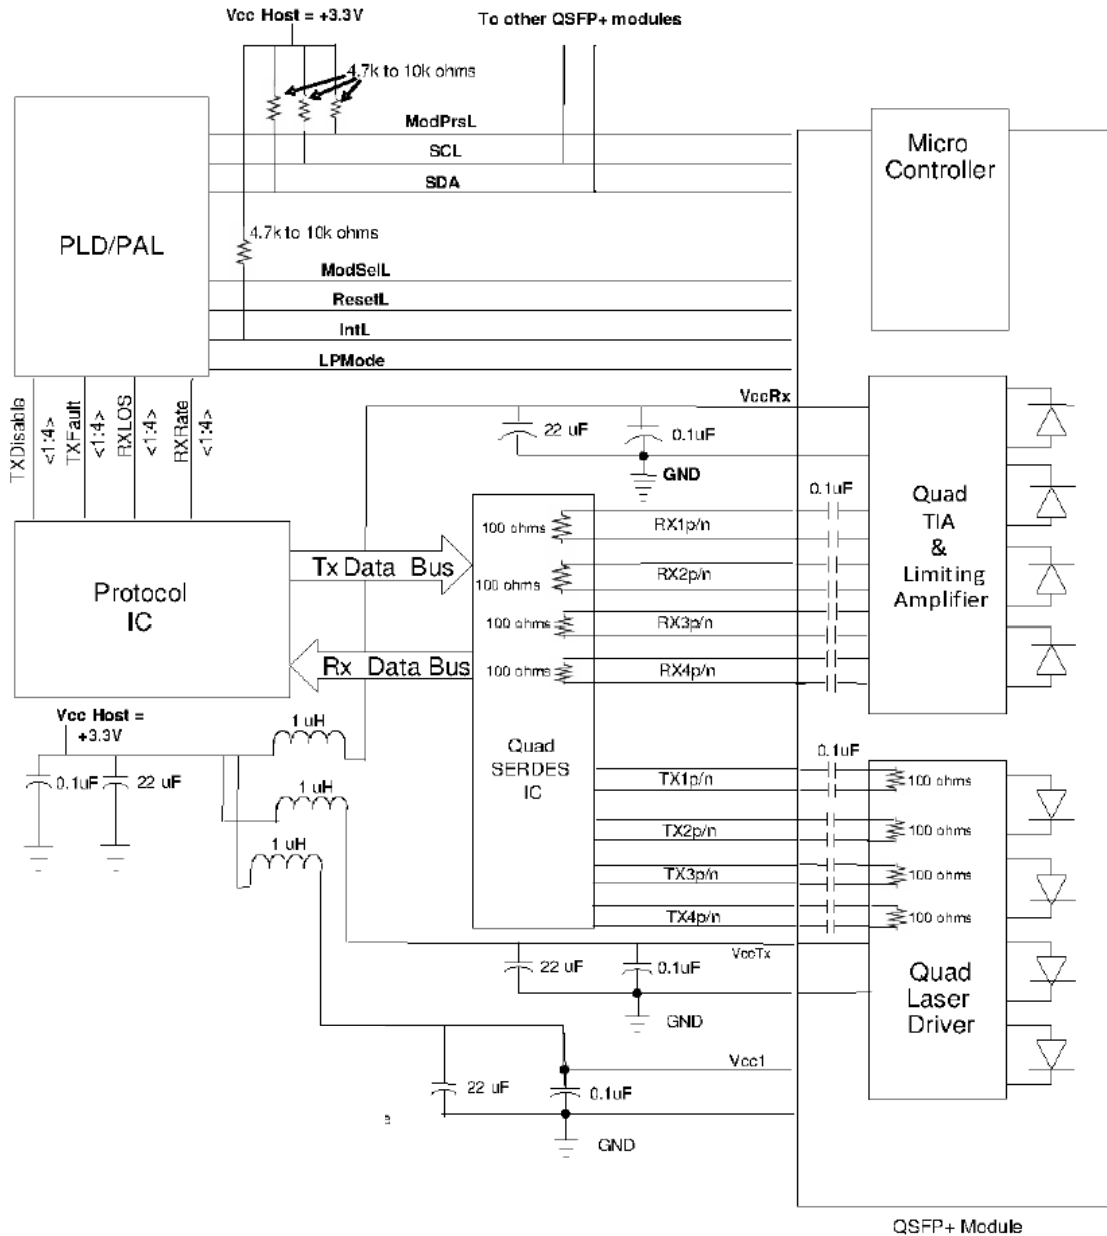 Vcc Host = +3.3V
To other QSFP+ modules
4.7k to 10k ohms
ModPrsL
SCL
SDA
Micro
Controller
PLD/PAL
4.7k to 10k ohms
ModSelL
ResetL
IntL
LPMode
TXDisable
<1:4>
TXFault
<1:4>
RXLOS
<1:4>
RXRate
<1:4>
VccRx
22 uF
0.1uF
GND
0.1uF
Quad
TIA
&
Limiting
Amplifier
100 ohms
RX1p/n
100 ohms
RX2p/n
100 ohms
RX3p/n
100 ohms
RX4p/n
Tx Data Bus
Protocol
IC
Rx Data Bus
Vcc Host =
+3.3V
1 uH
0.1uF
22 uF
1 uH
1 uH
Quad
SERDES
IC
0.1uF
TX1p/n
100 ohms
TX2p/n
100 ohms
TX3p/n
100 ohms
TX4p/n
100 ohms
VccTx
22 uF
0.1uF
GND
Quad
Laser
Driver
Vcc1
22 uF
0.1uF
e
GND
QSFP+ Module